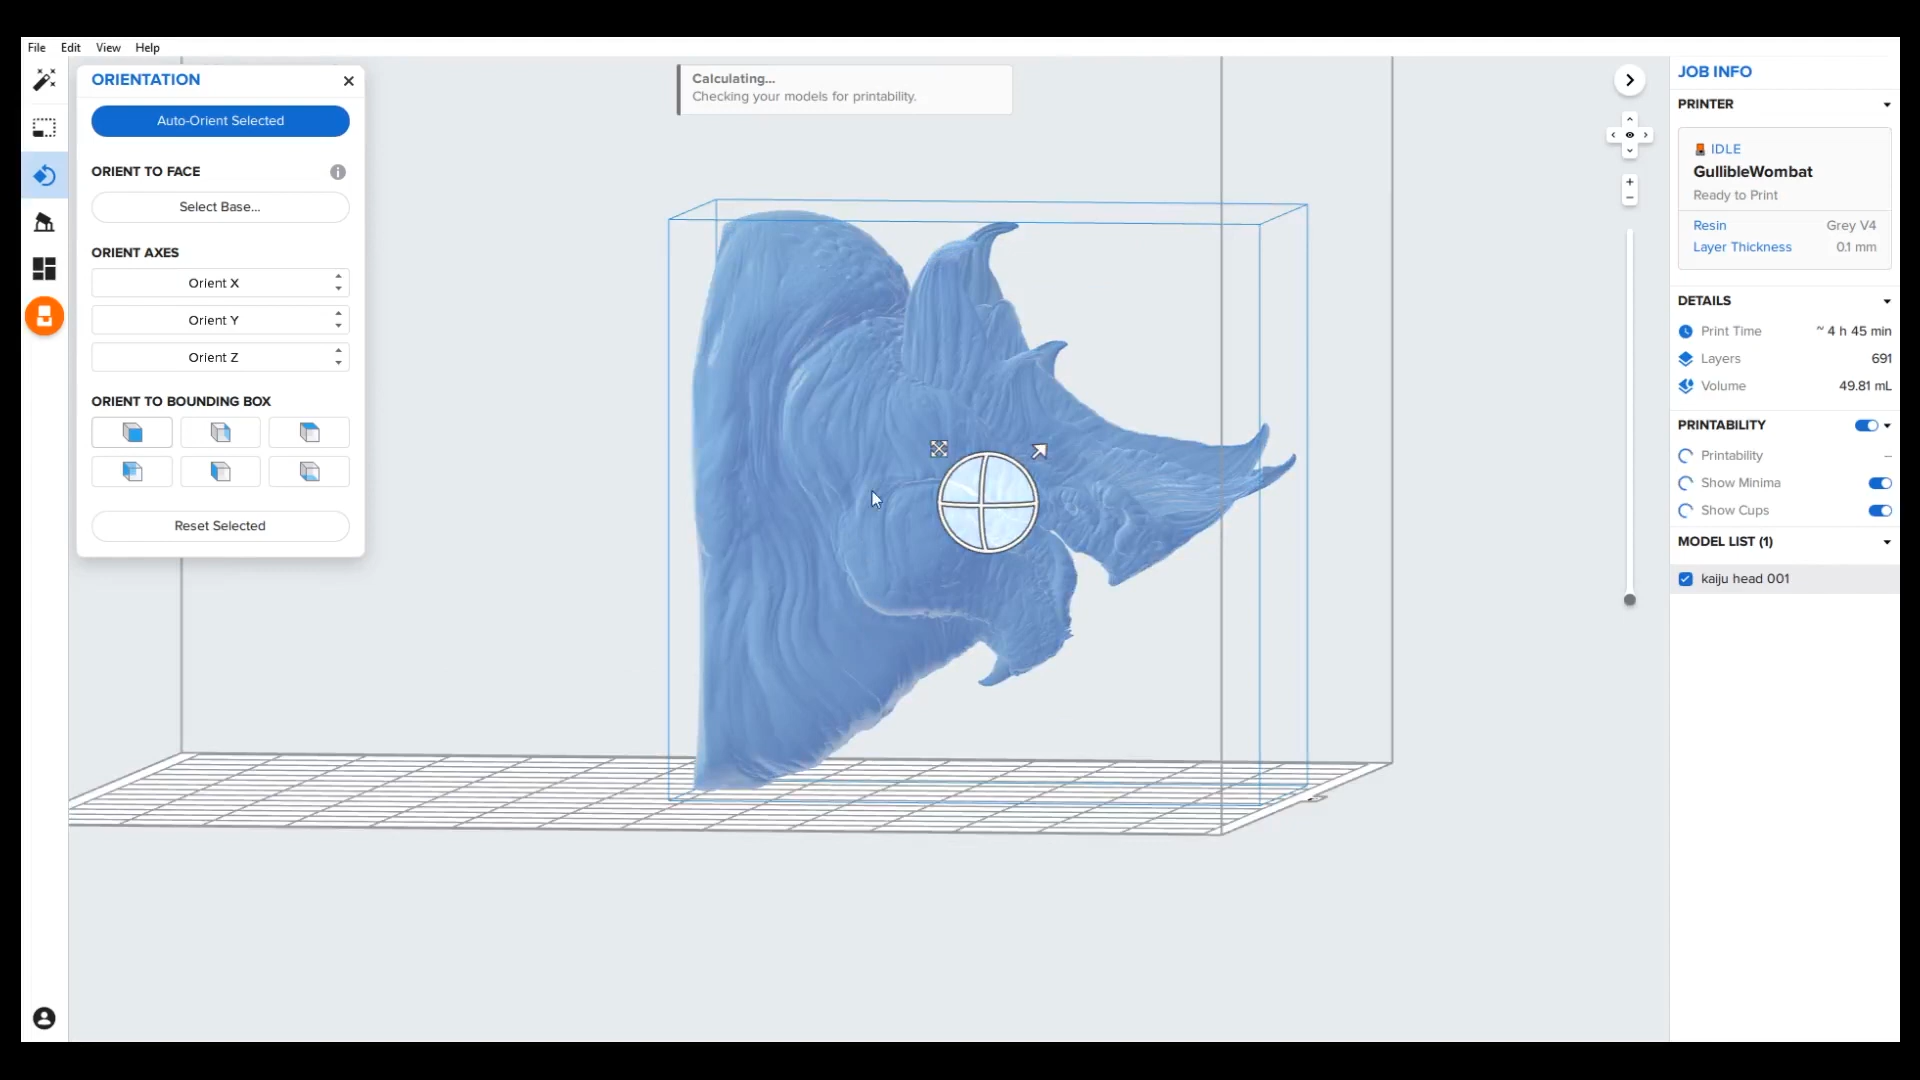 File Edit View Help
ORIENTATION
Auto-Orient Selected
ORIENT TO FACE
Select Base...
ORIENT AXES
Orient X
Orient Y
Orient Z
ORIENT TO BOUNDING BOX
Reset Selected
Calculating...
Checking your models for printability.
JOB INFO
PRINTER
IDLE
GullibleWombat
Ready to Print
Resin Grey V4
Layer Thickness 0.1 mm
DETAILS
Print Time ~ 4 h 45 min
Layers 691
Volume 49.81 mL
PRINTABILITY
Printability –
Show Minima
Show Cups
MODEL LIST (1)
kaiju head 001